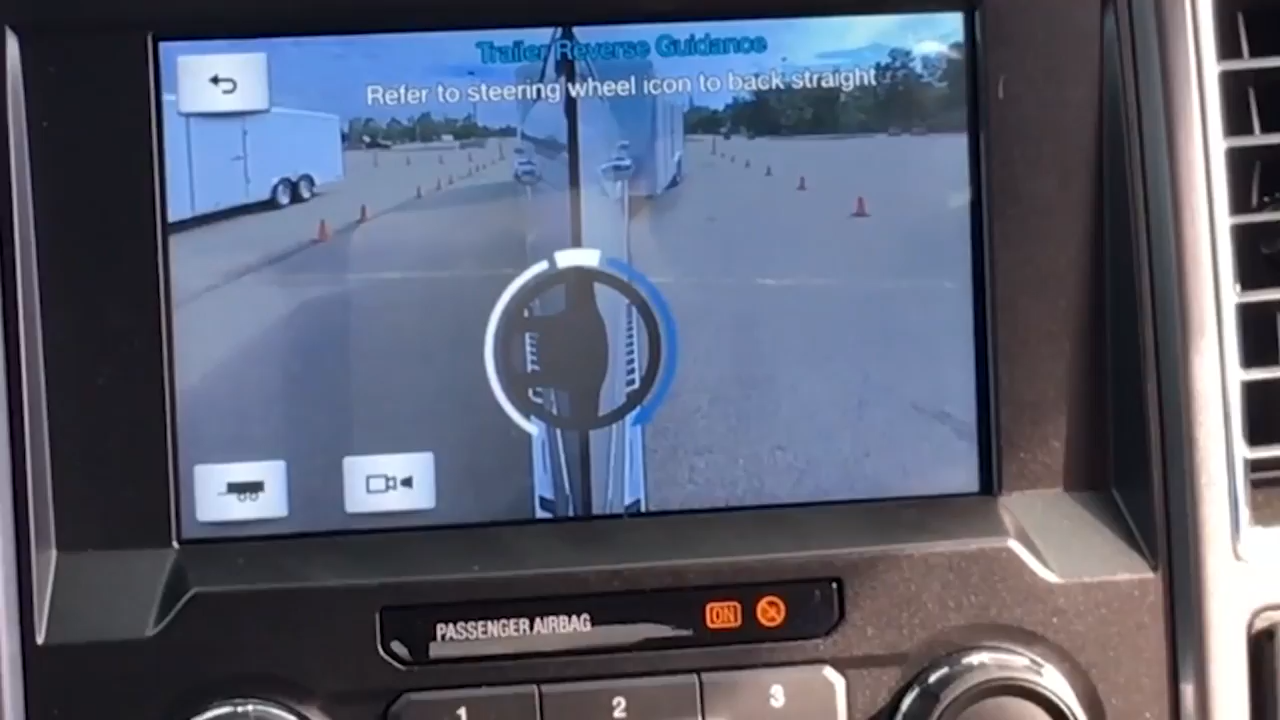 Trailer Reverse Guidance
Refer to steering wheel icon to back straight
PASSENGER AIRBAG
ON
1
2
3